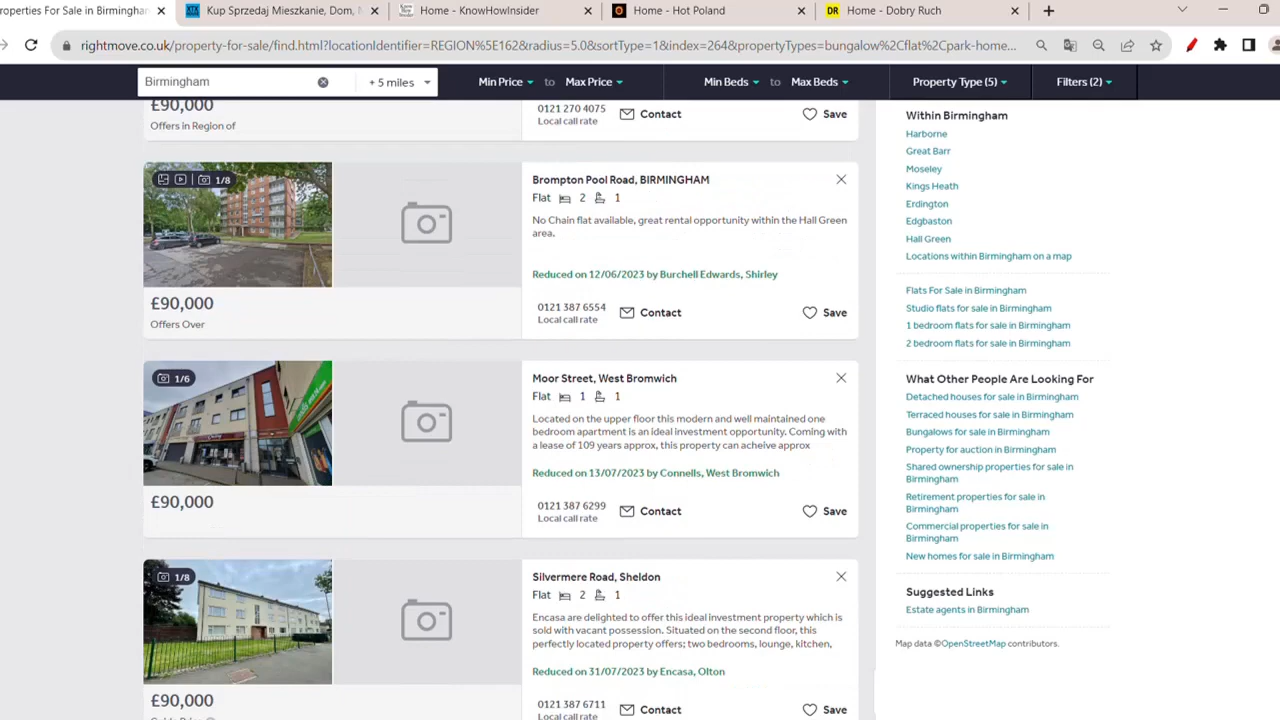 roperties For Sale in Birmingham
Kup Sprzedaj Mieszkanie, Dom,
Home - KnowHowInsider
Home - Hot Poland
DR Home - Dobry Ruch
rightmove.co.uk/property-for-sale/find.html?locationIdentifier=REGION%5E162&radius=5.0&sortType=1&index=264&propertyTypes=bungalow%2Cflat%2Cpark-home...
Birmingham
+ 5 miles
Min Price to Max Price
Min Beds to Max Beds
Property Type (5)
Filters (2)
£90,000
Offers in Region of
0121 270 4075
Local call rate
Contact
Save
1/8
Brompton Pool Road, BIRMINGHAM
Flat 2 1
No Chain flat available, great rental opportunity within the Hall Green
area.
Reduced on 12/06/2023 by Burchell Edwards, Shirley
£90,000
Offers Over
0121 387 6554
Local call rate
Contact
Save
1/6
Moor Street, West Bromwich
Flat 1 1
Located on the upper floor this modern and well maintained one
bedroom apartment is an ideal investment opportunity. Coming with
a lease of 109 years approx, this property can acheive approx
Reduced on 13/07/2023 by Connells, West Bromwich
£90,000
0121 387 6299
Local call rate
Contact
Save
1/8
Silvermere Road, Sheldon
Flat 2 1
Encasa are delighted to offer this ideal investment property which is
sold with vacant possession. Situated on the second floor, this
perfectly located property offers; two bedrooms, lounge, kitchen,
Reduced on 31/07/2023 by Encasa, Olton
£90,000
Guide Price
0121 387 6711
Local call rate
Contact
Save
Within Birmingham
Harborne
Great Barr
Moseley
Kings Heath
Erdington
Edgbaston
Hall Green
Locations within Birmingham on a map
Flats For Sale in Birmingham
Studio flats for sale in Birmingham
1 bedroom flats for sale in Birmingham
2 bedroom flats for sale in Birmingham
What Other People Are Looking For
Detached houses for sale in Birmingham
Terraced houses for sale in Birmingham
Bungalows for sale in Birmingham
Property for auction in Birmingham
Shared ownership properties for sale in
Birmingham
Retirement properties for sale in
Birmingham
Commercial properties for sale in
Birmingham
New homes for sale in Birmingham
Suggested Links
Estate agents in Birmingham
Map data ©OpenStreetMap contributors.